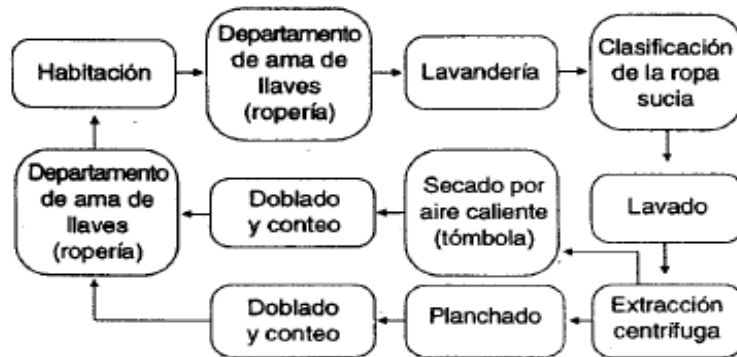 Habitación
Departamento
de ama de
llaves
(ropería)
Lavandería
Clasificación
de la ropa
sucia
Lavado
Extracción
centrífuga
Secado por
aire caliente
(tómbola)
Doblado
y conteo
Planchado
Doblado
y conteo
Departamento
de ama de
llaves
(ropería)